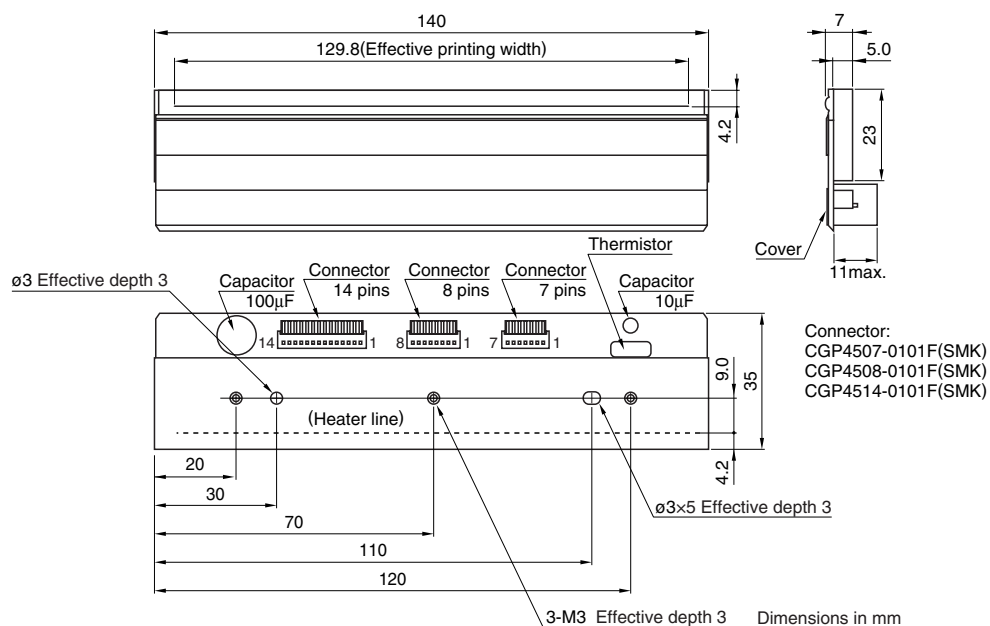 140
129.8(Effective printing width)
4.2
7
5.0
23
Cover
11max.
ø3 Effective depth 3
Capacitor
100µF
Connector
14 pins
Connector
8 pins
Connector
7 pins
Thermistor
Capacitor
10µF
14
1
8
1
7
1
(Heater line)
9.0
35
4.2
Connector:
CGP4507-0101F(SMK)
CGP4508-0101F(SMK)
CGP4514-0101F(SMK)
20
30
70
110
120
ø3×5 Effective depth 3
3-M3 Effective depth 3
Dimensions in mm